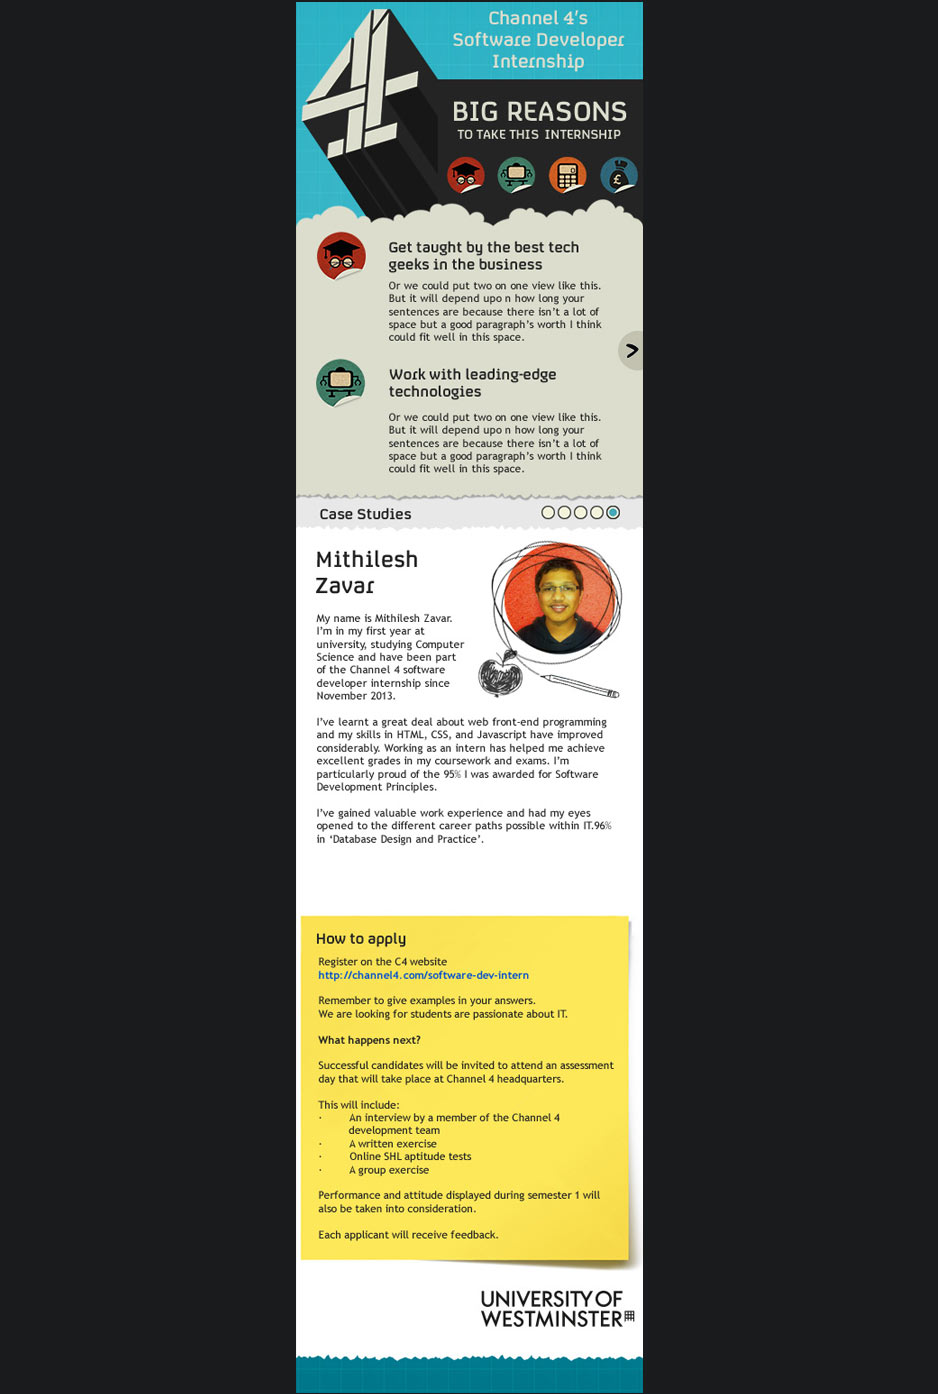 Channel 4's
Software Developer
Internship
4
BIG REASONS
TO TAKE THIS INTERNSHIP
£
Get taught by the best tech
geeks in the business
Or we could put two on one view like this.
But it will depend upo n how long your
sentences are because there isn't a lot of
space but a good paragraph's worth I think
could fit well in this space.
>
Work with leading-edge
technologies
Or we could put two on one view like this.
But it will depend upo n how long your
sentences are because there isn't a lot of
space but a good paragraph's worth I think
could fit well in this space.
Case Studies
Mithilesh
Zavar
My name is Mithilesh Zavar.
I'm in my first year at
university, studying Computer
Science and have been part
of the Channel 4 software
developer internship since
November 2013.
I've learnt a great deal about web front-end programming
and my skills in HTML, CSS, and Javascript have improved
considerably. Working as an intern has helped me achieve
excellent grades in my coursework and exams. I'm
particularly proud of the 95% I was awarded for Software
Development Principles.
I've gained valuable work experience and had my eyes
opened to the different career paths possible within IT.96%
in 'Database Design and Practice'.
How to apply
Register on the C4 website
http://channel4.com/software-dev-intern
Remember to give examples in your answers.
We are looking for students are passionate about IT.
What happens next?
Successful candidates will be invited to attend an assessment
day that will take place at Channel 4 headquarters.
This will include:
· An interview by a member of the Channel 4
development team
· A written exercise
· Online SHL aptitude tests
· A group exercise
Performance and attitude displayed during semester 1 will
also be taken into consideration.
Each applicant will receive feedback.
UNIVERSITY OF
WESTMINSTER